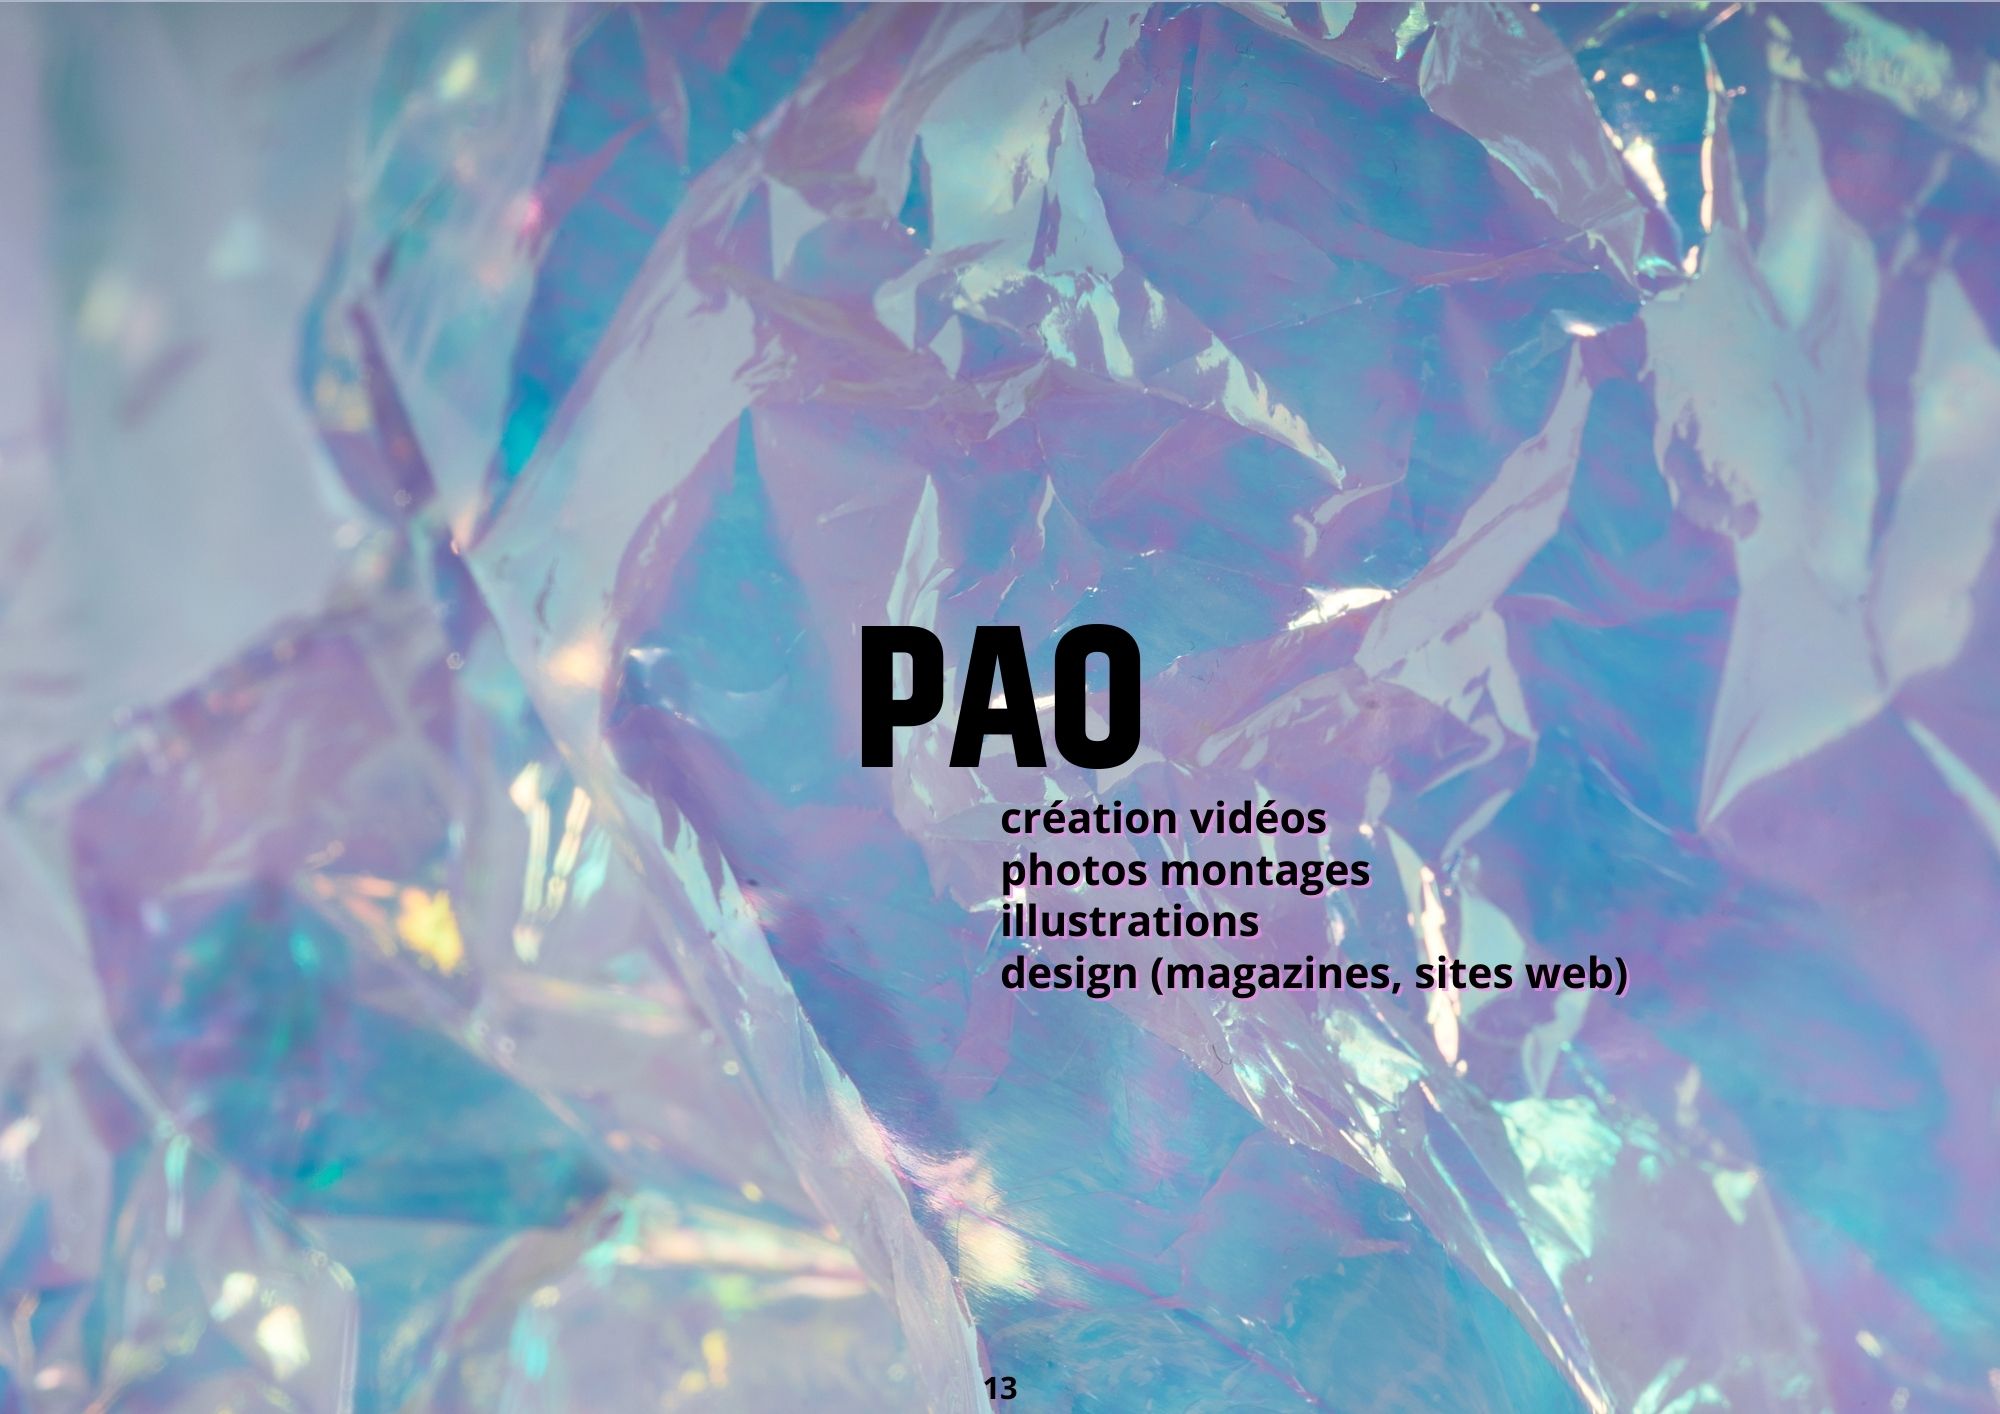 PAO
création vidéos
photos montages
illustrations
design (magazines, sites web)
13